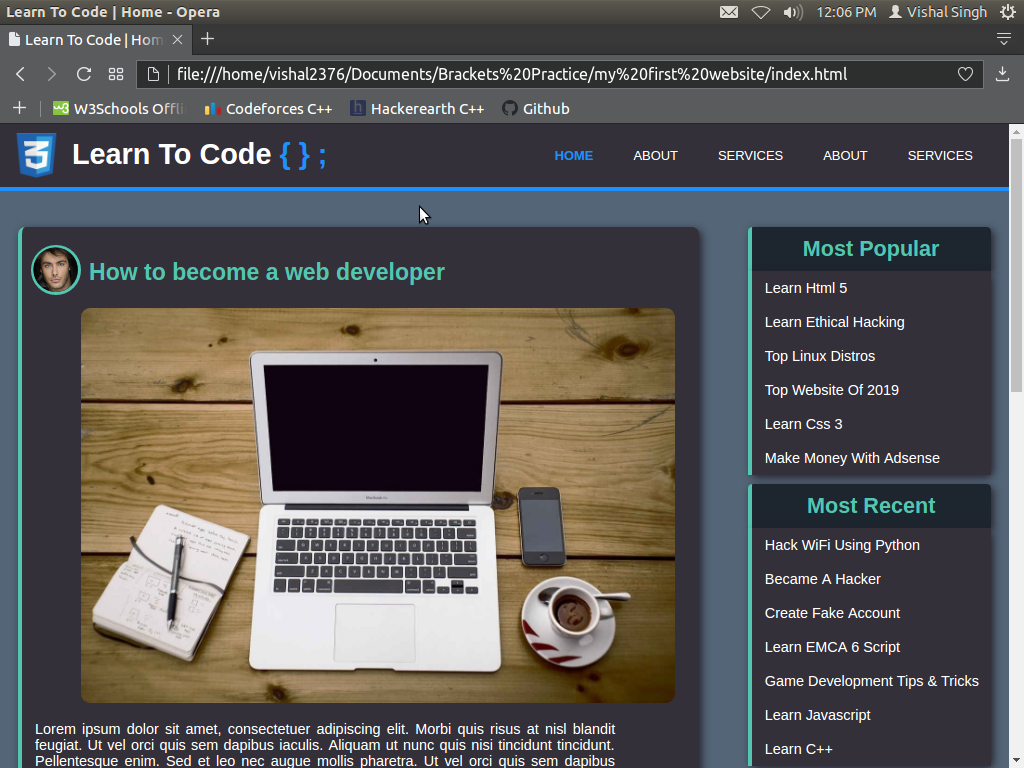 Learn To Code | Home - Opera
12:06 PM Vishal Singh
Learn To Code | Hom
file:///home/vishal2376/Documents/Brackets%20Practice/my%20first%20website/index.html
W3Schools Offli Codeforces C++ Hackerearth C++ Github
Learn To Code { } ;
HOME ABOUT SERVICES ABOUT SERVICES
How to become a web developer
Lorem ipsum dolor sit amet, consectetuer adipiscing elit. Morbi quis risus at nisl blandit
feugiat. Ut vel orci quis sem dapibus iaculis. Aliquam ut nunc quis nisi tincidunt tincidunt.
Pellentesque enim. Sed et leo nec augue mollis pharetra. Ut vel orci quis sem dapibus
Most Popular
Learn Html 5
Learn Ethical Hacking
Top Linux Distros
Top Website Of 2019
Learn Css 3
Make Money With Adsense
Most Recent
Hack WiFi Using Python
Became A Hacker
Create Fake Account
Learn EMCA 6 Script
Game Development Tips & Tricks
Learn Javascript
Learn C++